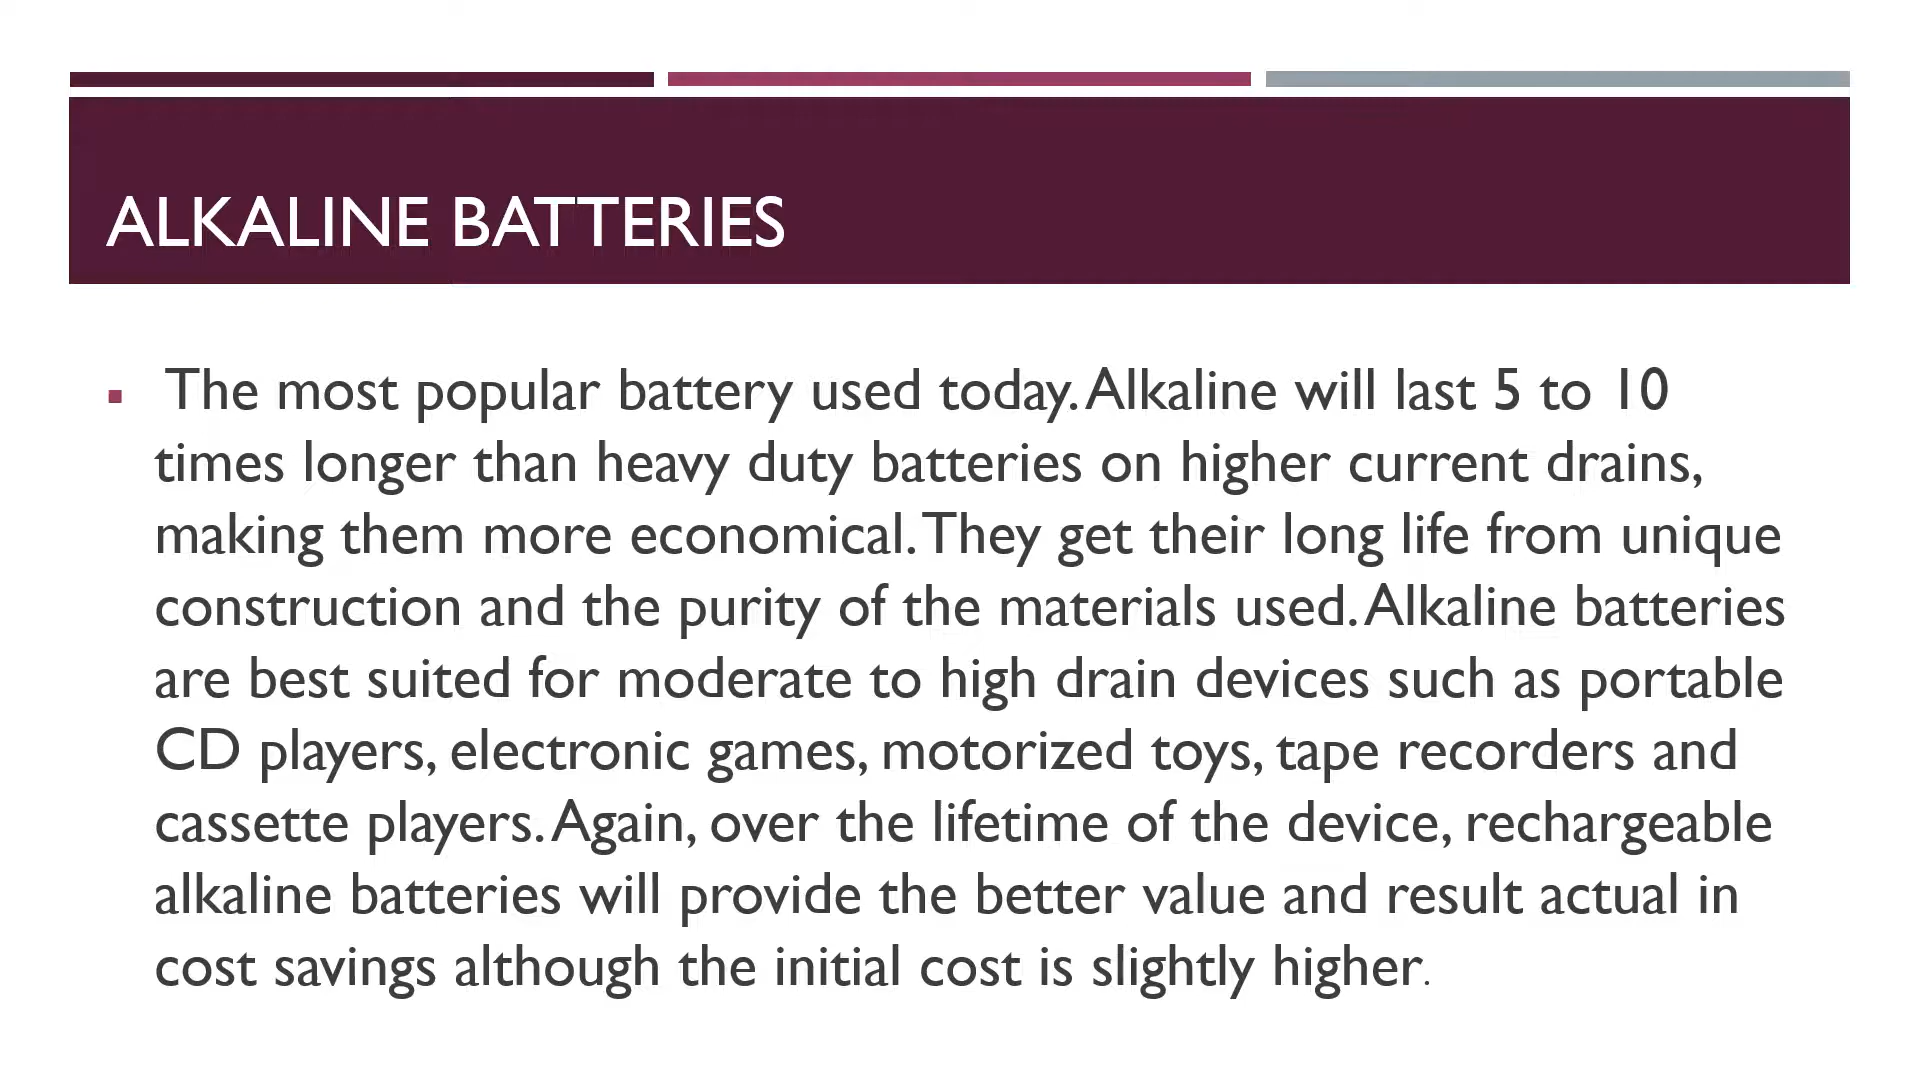 ALKALINE BATTERIES
▪ The most popular battery used today. Alkaline will last 5 to 10
times longer than heavy duty batteries on higher current drains,
making them more economical. They get their long life from unique
construction and the purity of the materials used. Alkaline batteries
are best suited for moderate to high drain devices such as portable
CD players, electronic games, motorized toys, tape recorders and
cassette players. Again, over the lifetime of the device, rechargeable
alkaline batteries will provide the better value and result actual in
cost savings although the initial cost is slightly higher.